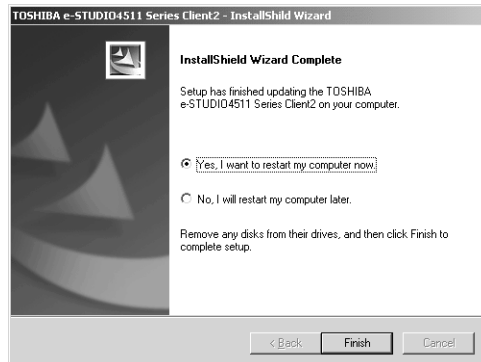 TOSHIBA e-STUDIO4511 Series Client2 - InstallShild Wizard
InstallShield Wizard Complete
Setup has finished updating the TOSHIBA
e-STUDIO4511 Series Client2 on your computer.
Yes, I want to restart my computer now.
No, I will restart my computer later.
Remove any disks from their drives, and then click Finish to
complete setup.
< Back Finish Cancel